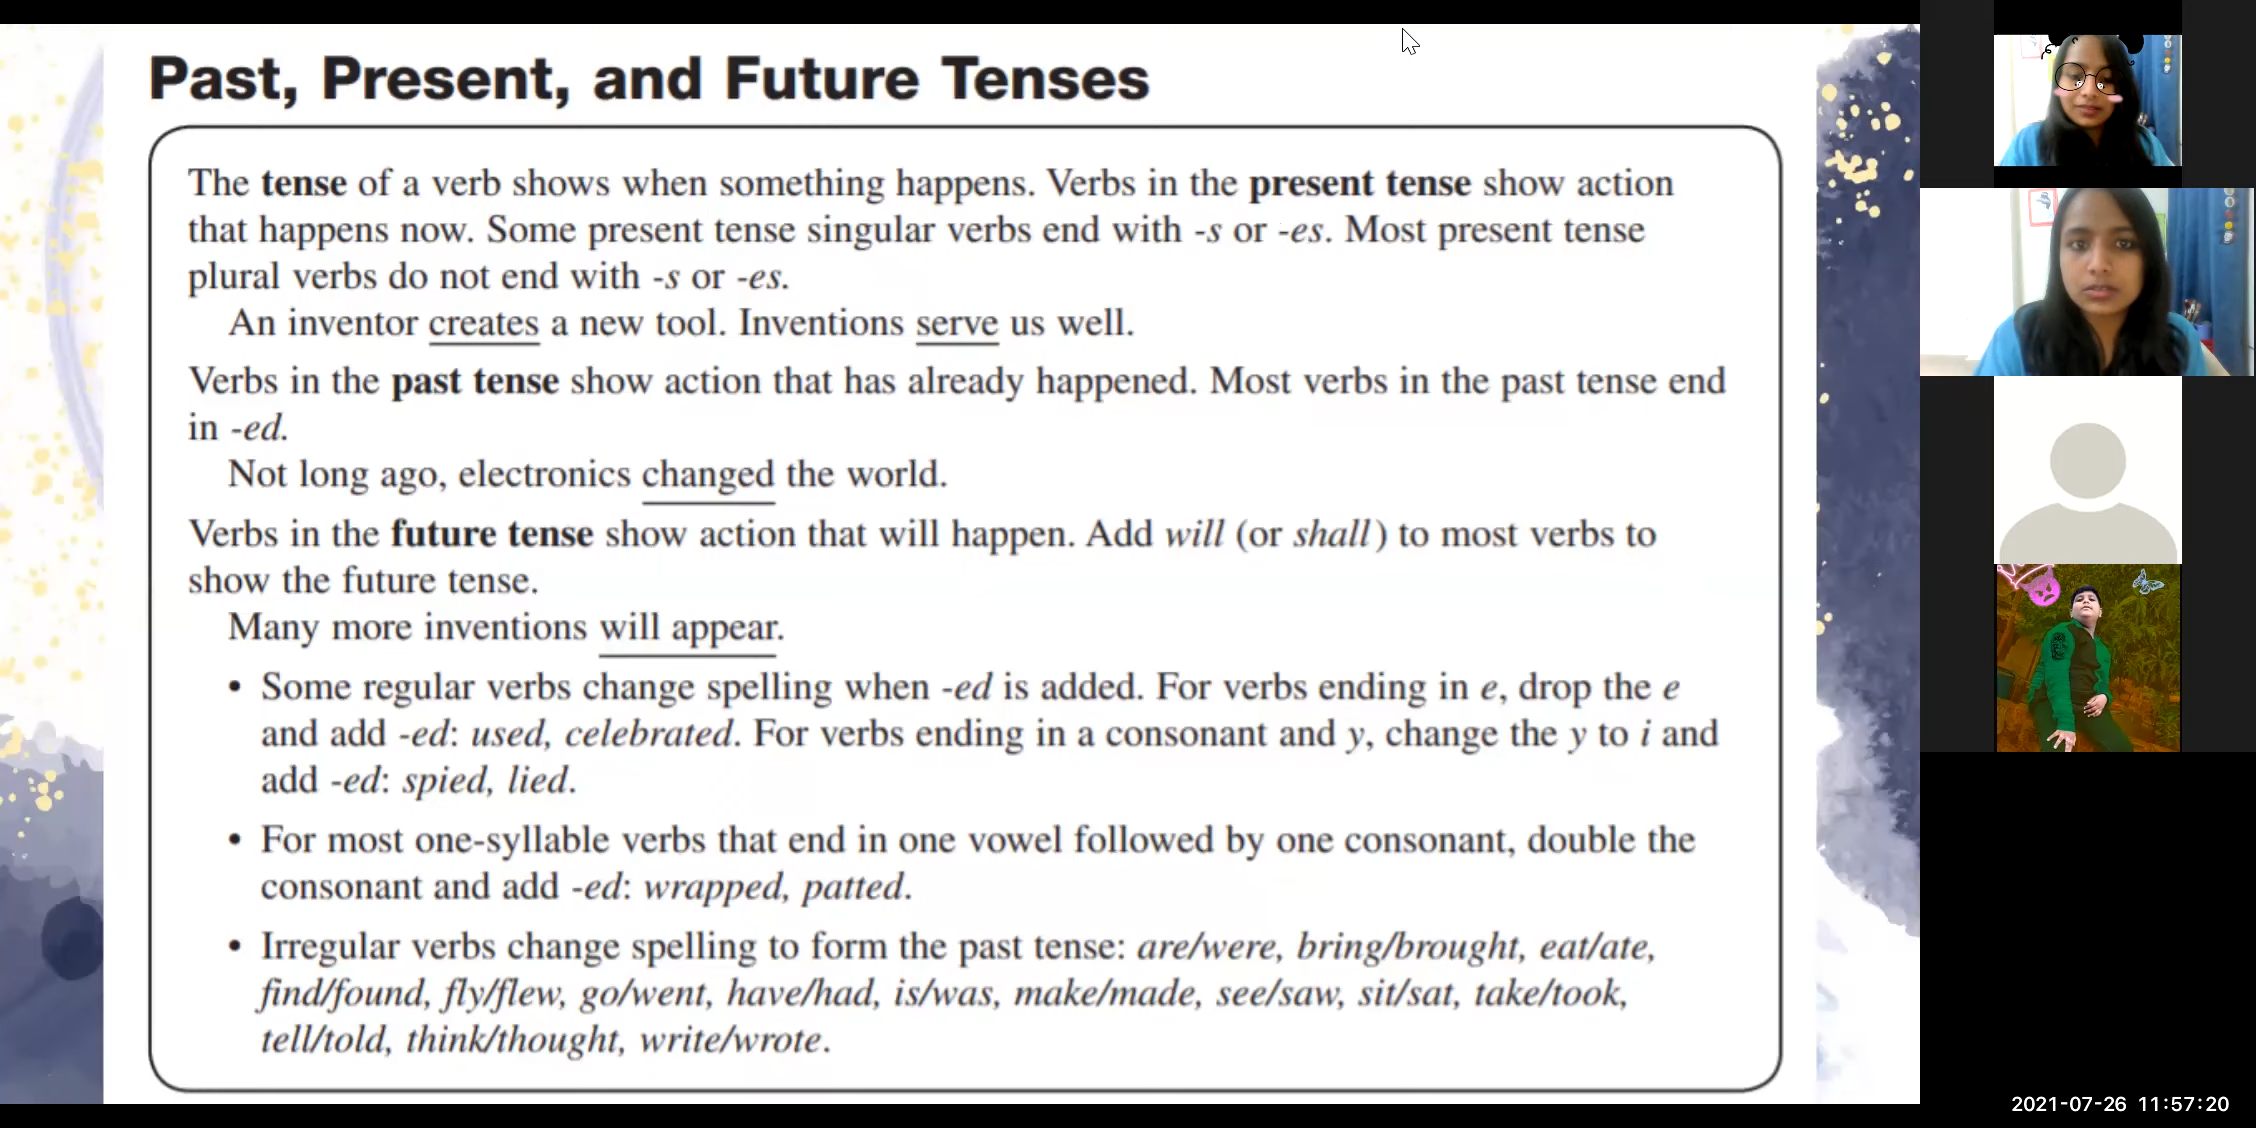 Past, Present, and Future Tenses
The tense of a verb shows when something happens. Verbs in the present tense show action
that happens now. Some present tense singular verbs end with -s or -es. Most present tense
plural verbs do not end with -s or -es.
An inventor creates a new tool. Inventions serve us well.
Verbs in the past tense show action that has already happened. Most verbs in the past tense end
in -ed.
Not long ago, electronics changed the world.
Verbs in the future tense show action that will happen. Add will (or shall) to most verbs to
show the future tense.
Many more inventions will appear.
• Some regular verbs change spelling when -ed is added. For verbs ending in e, drop the e
and add -ed: used, celebrated. For verbs ending in a consonant and y, change the y to i and
add -ed: spied, lied.
• For most one-syllable verbs that end in one vowel followed by one consonant, double the
consonant and add -ed: wrapped, patted.
• Irregular verbs change spelling to form the past tense: are/were, bring/brought, eat/ate,
find/found, fly/flew, go/went, have/had, is/was, make/made, see/saw, sit/sat, take/took,
tell/told, think/thought, write/wrote.
2021-07-26 11:57:20